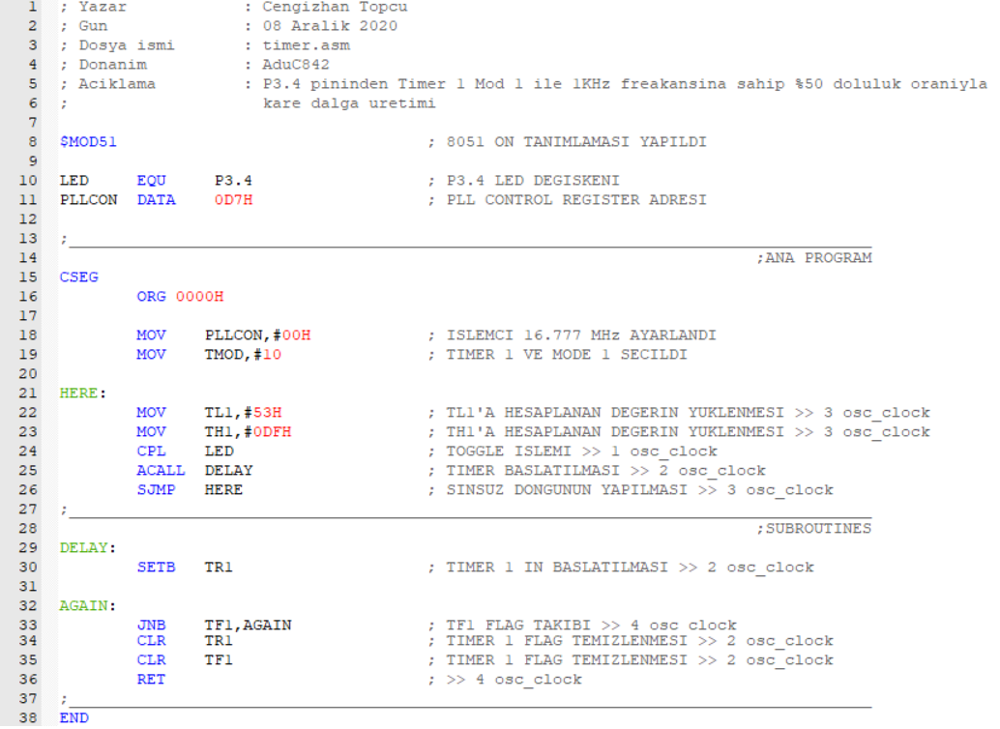 1 ; Yazar : Cengizhan Topcu
2 ; Gun : 08 Aralik 2020
3 ; Dosya ismi : timer.asm
4 ; Donanim : AduC842
5 ; Aciklama : P3.4 pininden Timer 1 Mod 1 ile 1KHz freakansina sahip %50 doluluk oraniyla
6 ; kare dalga uretimi
7
8 $MOD51 ; 8051 ON TANIMLAMASI YAPILDI
9
10 LED EQU P3.4 ; P3.4 LED DEGISKENI
11 PLLCON DATA 0D7H ; PLL CONTROL REGISTER ADRESI
12
13 ;
14 ;ANA PROGRAM
15 CSEG
16 ORG 0000H
17
18 MOV PLLCON,#00H ; ISLEMCI 16.777 MHz AYARLANDI
19 MOV TMOD,#10 ; TIMER 1 VE MODE 1 SECILDI
20
21 HERE:
22 MOV TL1,#53H ; TL1'A HESAPLANAN DEGERIN YUKLENMESI >> 3 osc_clock
23 MOV TH1,#0DFH ; TH1'A HESAPLANAN DEGERIN YUKLENMESI >> 3 osc_clock
24 CPL LED ; TOGGLE ISLEMI >> 1 osc_clock
25 ACALL DELAY ; TIMER BASLATILMASI >> 2 osc_clock
26 SJMP HERE ; SINSUZ DONGUNUN YAPILMASI >> 3 osc_clock
27 ;
28 ;SUBROUTINES
29 DELAY:
30 SETB TR1 ; TIMER 1 IN BASLATILMASI >> 2 osc_clock
31
32 AGAIN:
33 JNB TF1,AGAIN ; TF1 FLAG TAKIBI >> 4 osc clock
34 CLR TR1 ; TIMER 1 FLAG TEMIZLENMESI >> 2 osc_clock
35 CLR TF1 ; TIMER 1 FLAG TEMIZLENMESI >> 2 osc_clock
36 RET ; >> 4 osc_clock
37 ;
38 END